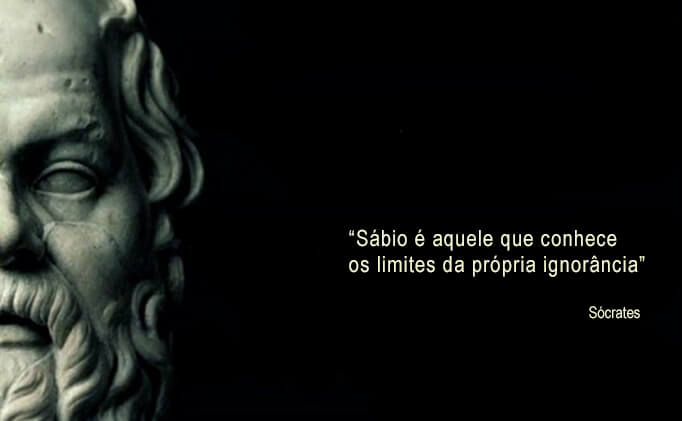 “Sábio é aquele que conhece
os limites da própria ignorância”
Sócrates